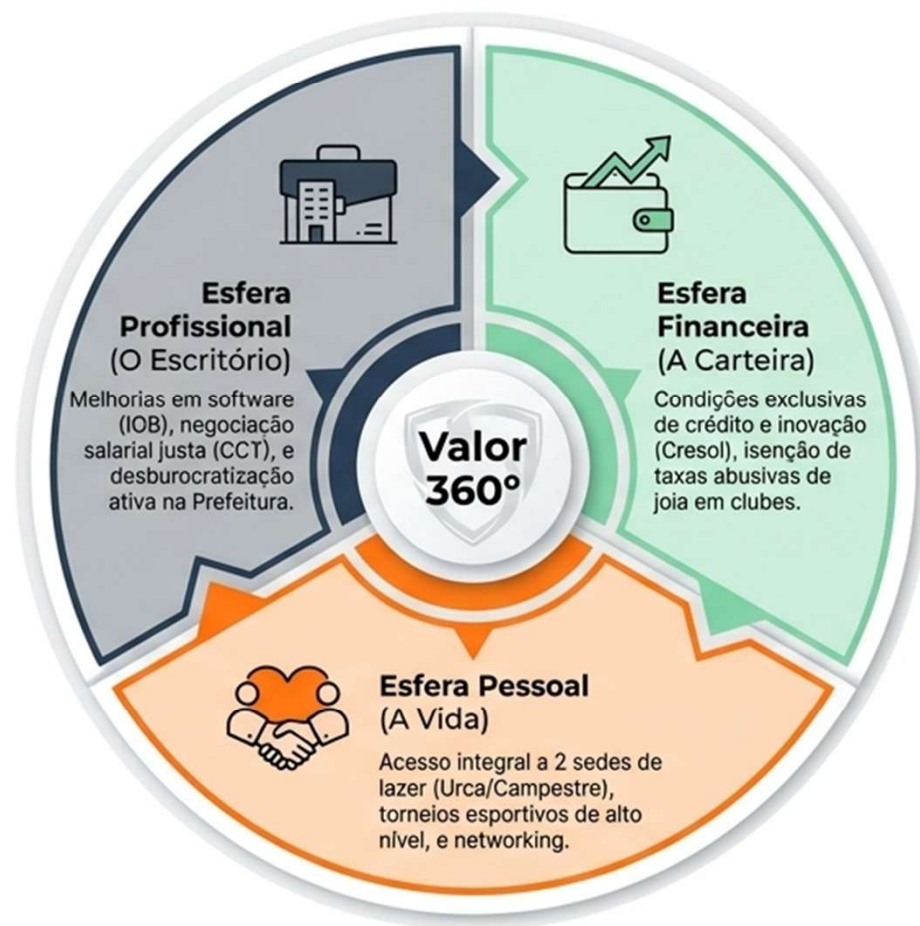 Esfera
Profissional
(O Escritório)
Melhorias em software
(IOB), negociação
salarial justa (CCT), e
desburocratização
ativa na Prefeitura.
Esfera
Financeira
(A Carteira)
Condições exclusivas
de crédito e inovação
(Cresol), isenção de
taxas abusivas de
joia em clubes.
Valor
360º
Esfera Pessoal
(A Vida)
Acesso integral a 2 sedes de
lazer (Urca/Campestre),
torneios esportivos de alto
nível, e networking.